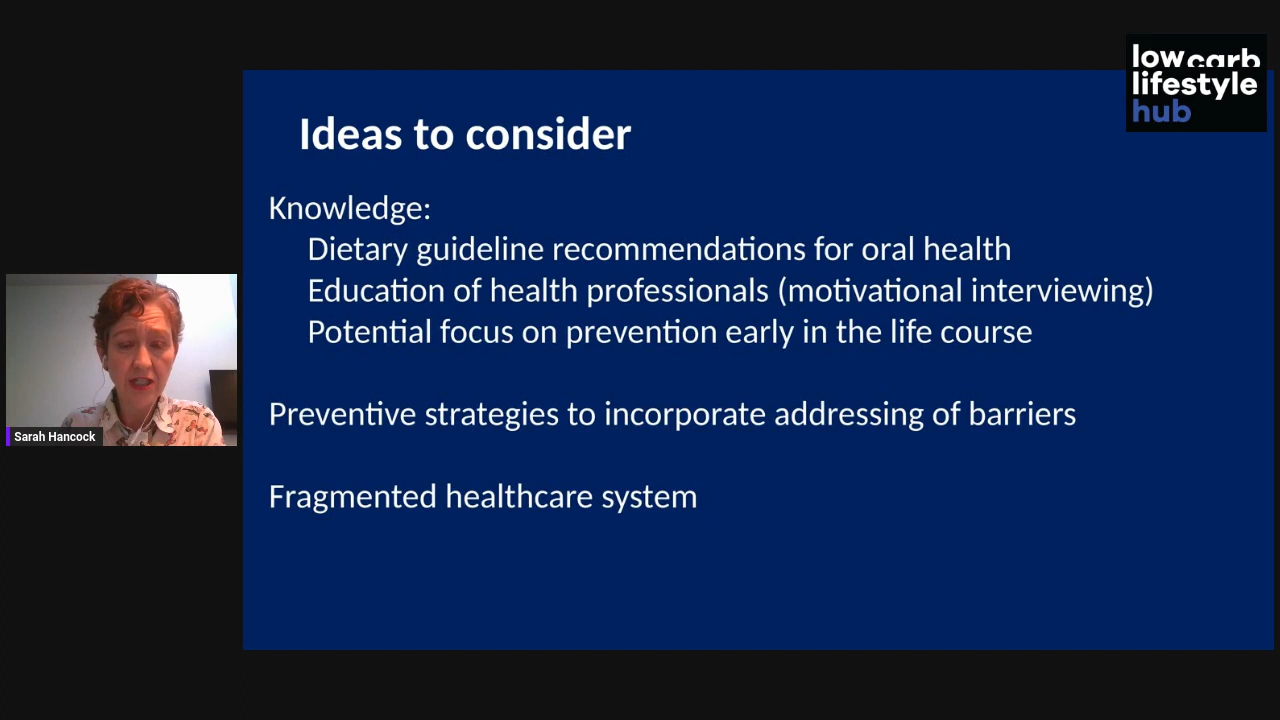 low carb
lifestyle
hub
Ideas to consider
Knowledge:
Dietary guideline recommendations for oral health
Education of health professionals (motivational interviewing)
Potential focus on prevention early in the life course
Preventive strategies to incorporate addressing of barriers
Fragmented healthcare system
Sarah Hancock